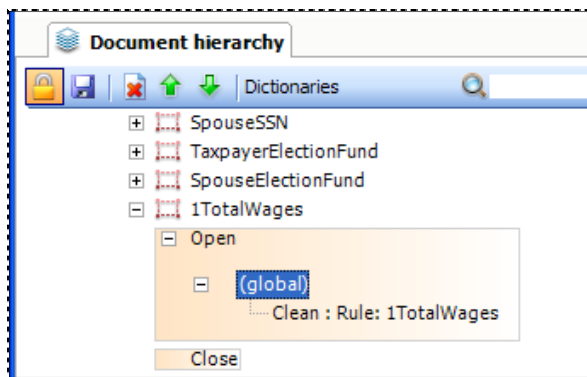 Document hierarchy
Dictionaries
SpouseSSN
TaxpayerElectionFund
SpouseElectionFund
1TotalWages
Open
(global)
Clean : Rule: 1TotalWages
Close